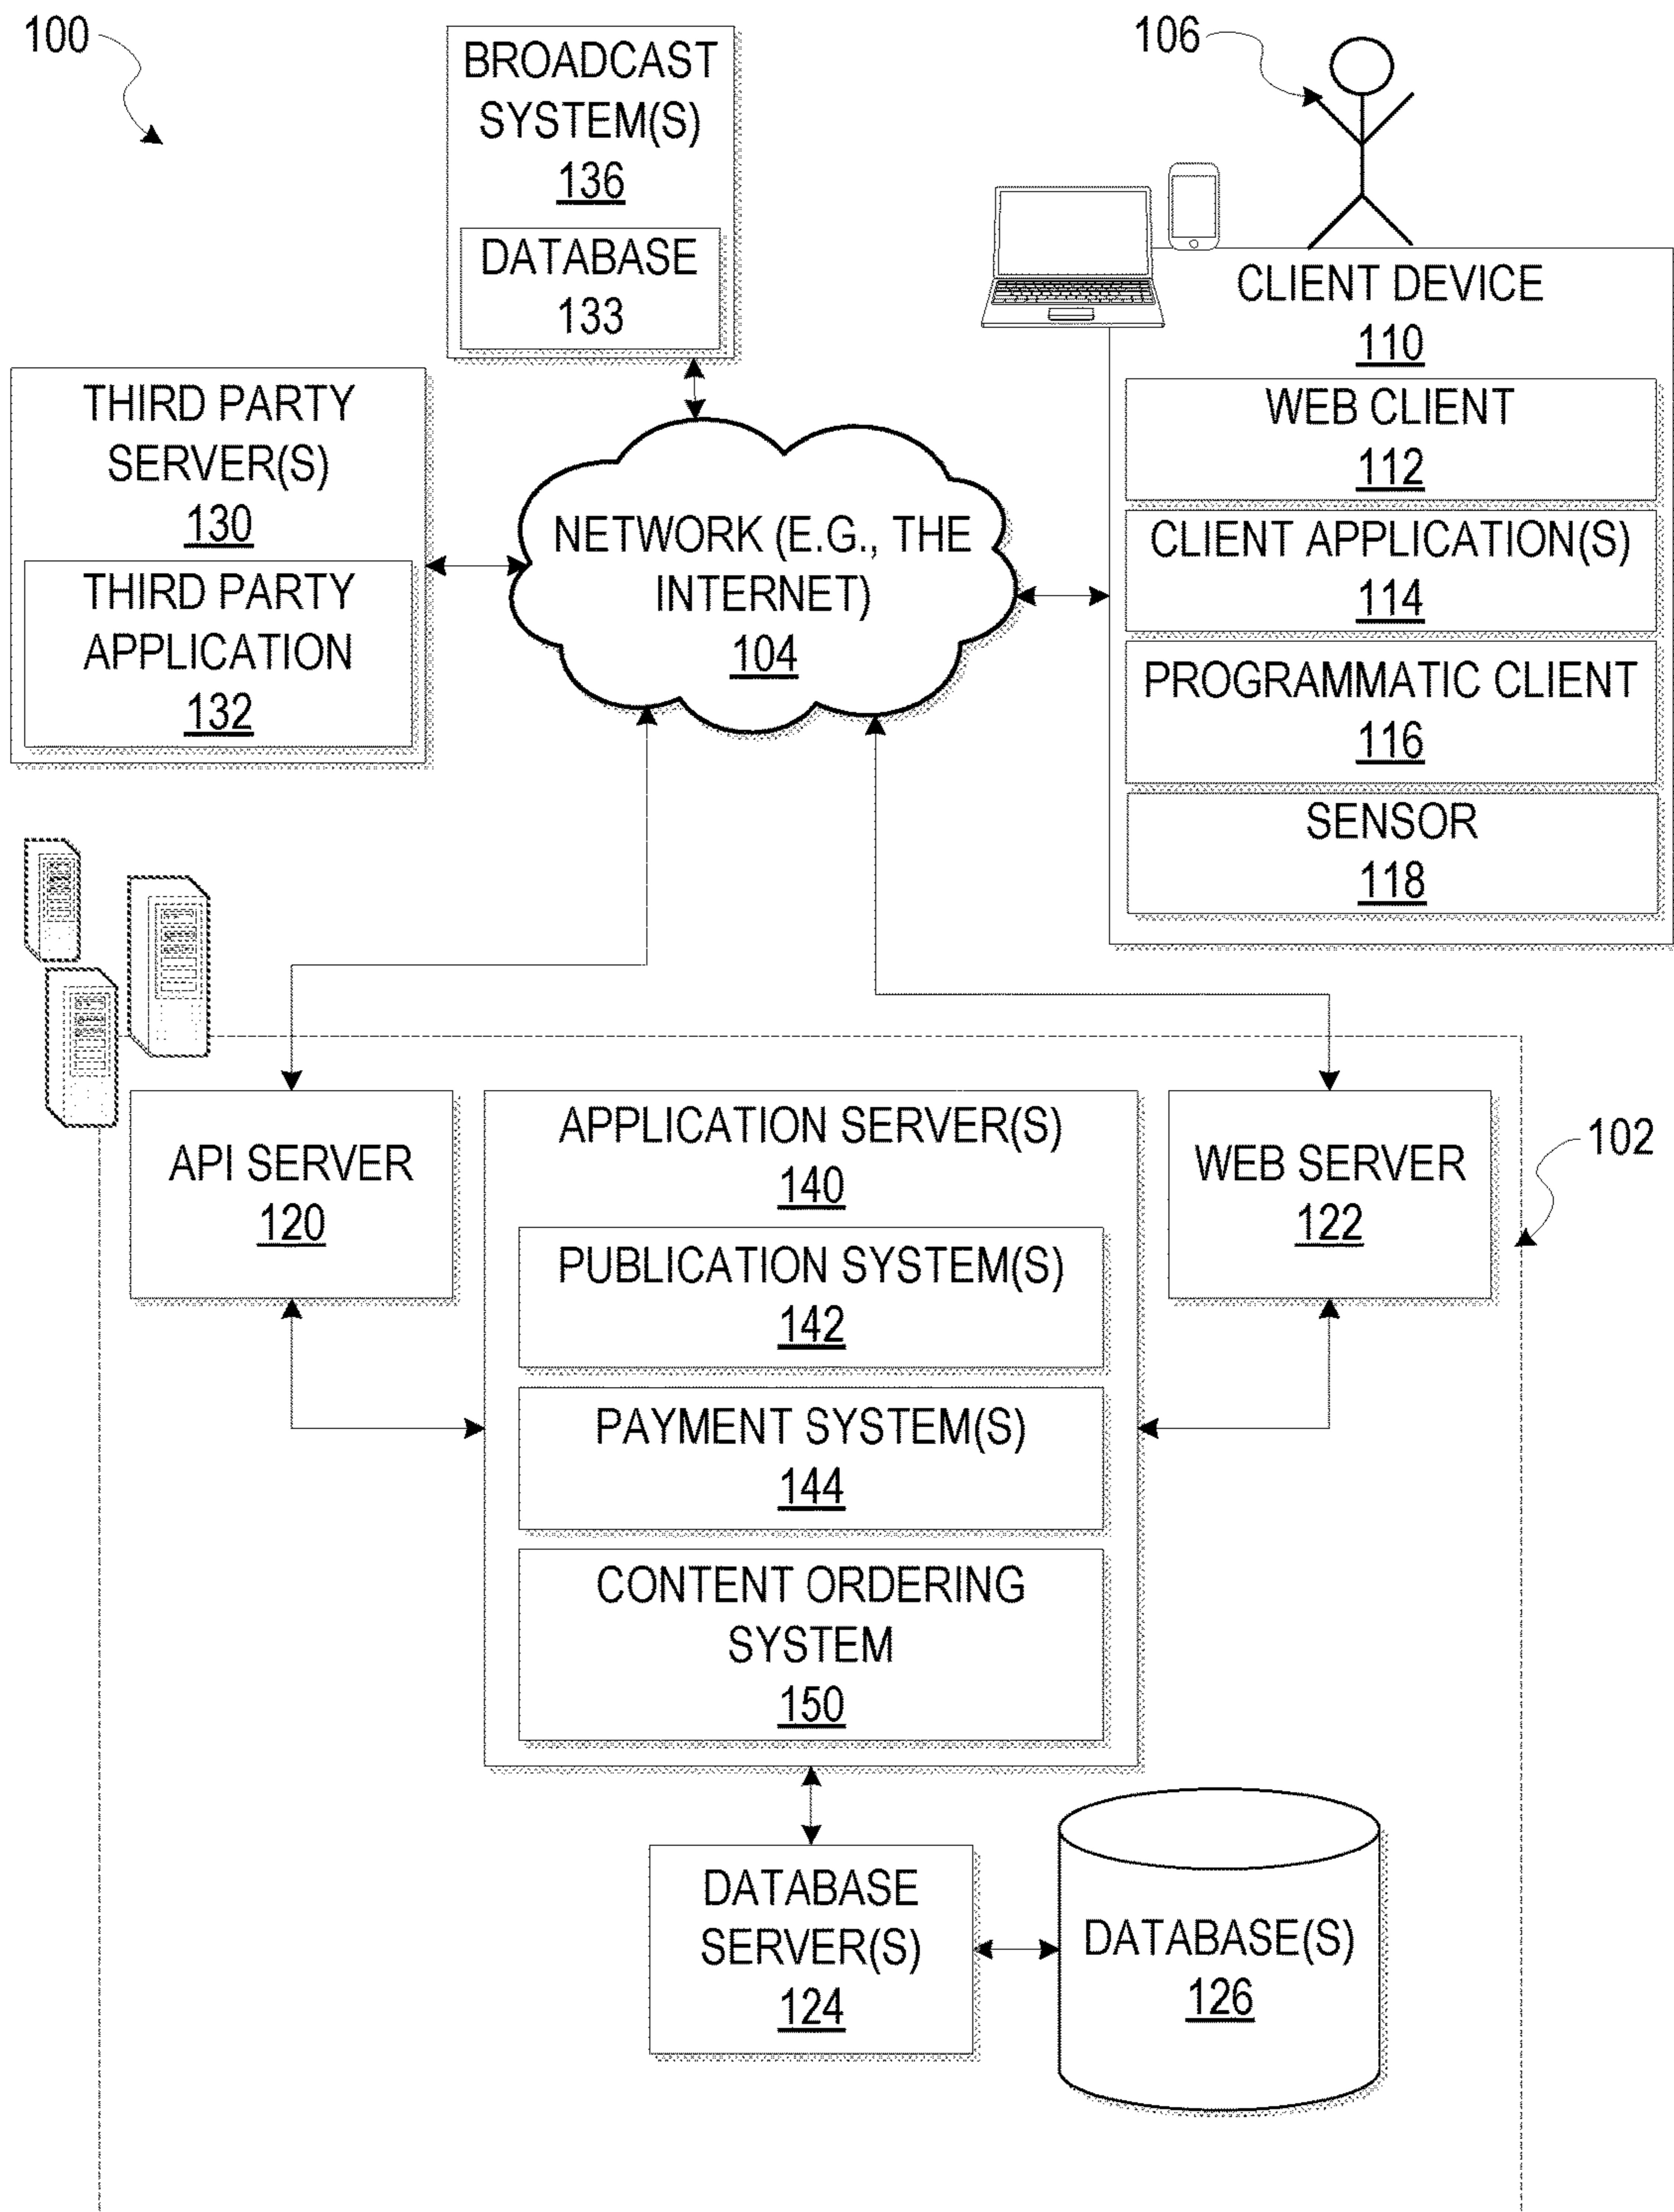 100
BROADCAST
SYSTEM(S)
136
DATABASE
133
106
CLIENT DEVICE
110
WEB CLIENT
112
CLIENT APPLICATION(S)
114
PROGRAMMATIC CLIENT
116
SENSOR
118
THIRD PARTY
SERVER(S)
130
THIRD PARTY
APPLICATION
132
NETWORK (E.G., THE
INTERNET)
104
API SERVER
120
APPLICATION SERVER(S)
140
PUBLICATION SYSTEM(S)
142
PAYMENT SYSTEM(S)
144
CONTENT ORDERING
SYSTEM
150
WEB SERVER
122
102
DATABASE
SERVER(S)
124
DATABASE(S)
126